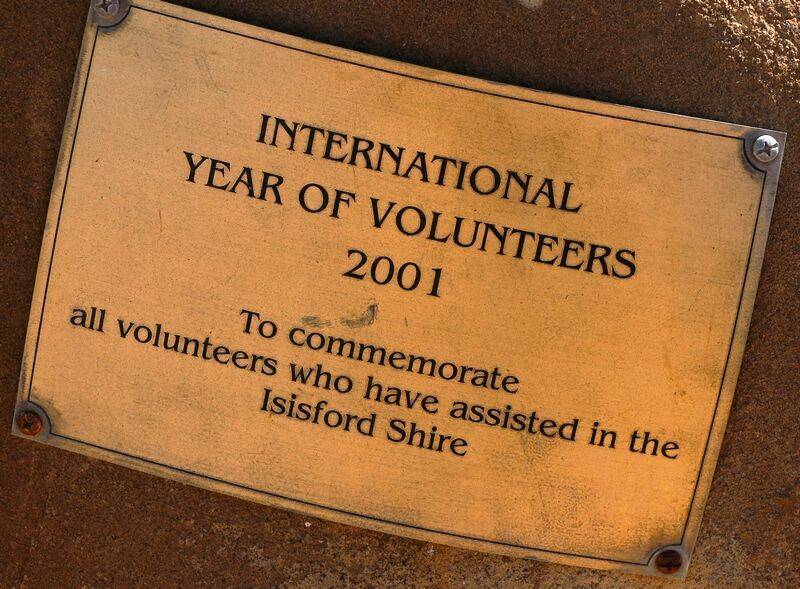 INTERNATIONAL
YEAR OF VOLUNTEERS
2001
To commemorate
all volunteers who have assisted in the
Isisford Shire